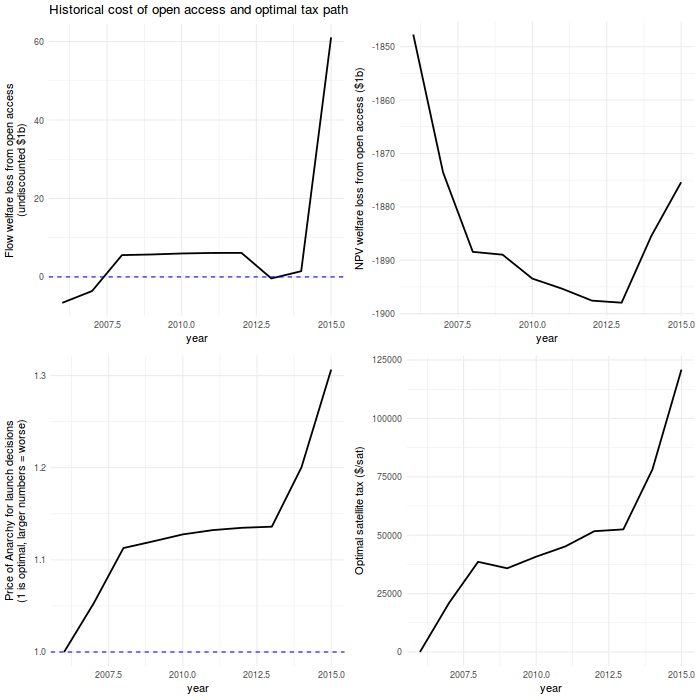 Historical cost of open access and optimal tax path
Flow welfare loss from open access
(undiscounted $1b)
60
40
20
0
2007.5 2010.0 2012.5 2015.0
year
NPV welfare loss from open access ($1b)
-1850
-1860
-1870
-1880
-1890
-1900
2007.5 2010.0 2012.5 2015.0
year
Price of Anarchy for launch decisions
(1 is optimal, larger numbers = worse)
1.3
1.2
1.1
1.0
2007.5 2010.0 2012.5 2015.0
year
Optimal satellite tax ($/sat)
125000
100000
75000
50000
25000
0
2007.5 2010.0 2012.5 2015.0
year